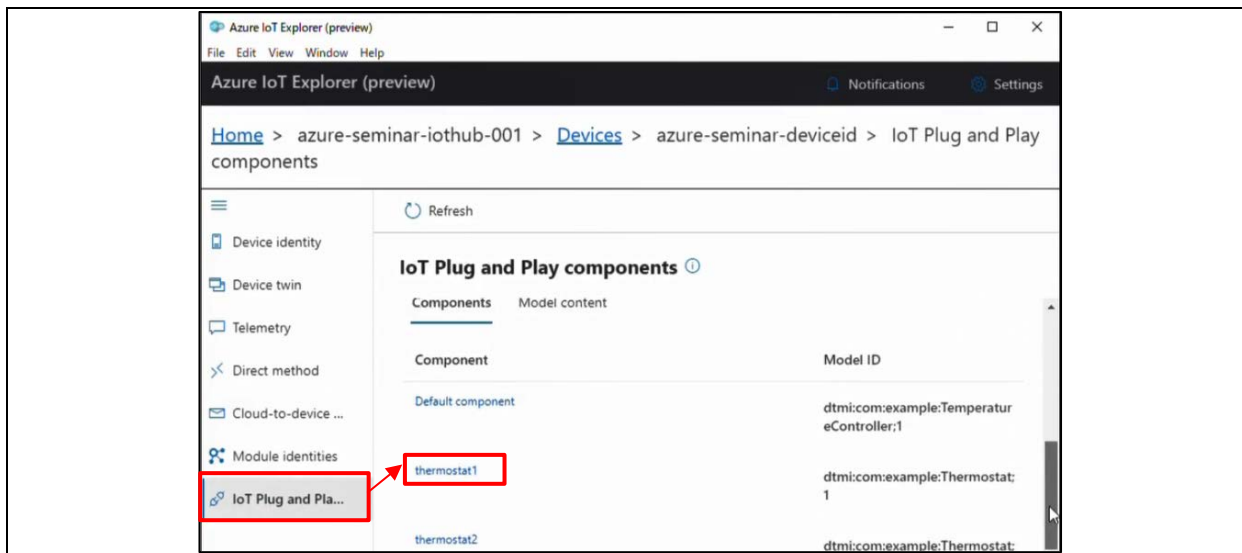 Azure IoT Explorer (preview)
File Edit View Window Help
Azure IoT Explorer (preview)
Notifications
Settings
Home > azure-seminar-iothub-001 > Devices > azure-seminar-deviceid > IoT Plug and Play
components
Refresh
Device identity
Device twin
Telemetry
Direct method
Cloud-to-device ...
Module identities
IoT Plug and Pla...
IoT Plug and Play components
Components Model content
Component Model ID
Default component
dtmi:com:example:Temperatur
eController;1
thermostat1
dtmi:com:example:Thermostat;
1
thermostat2
dtmi:com:example:Thermostat;